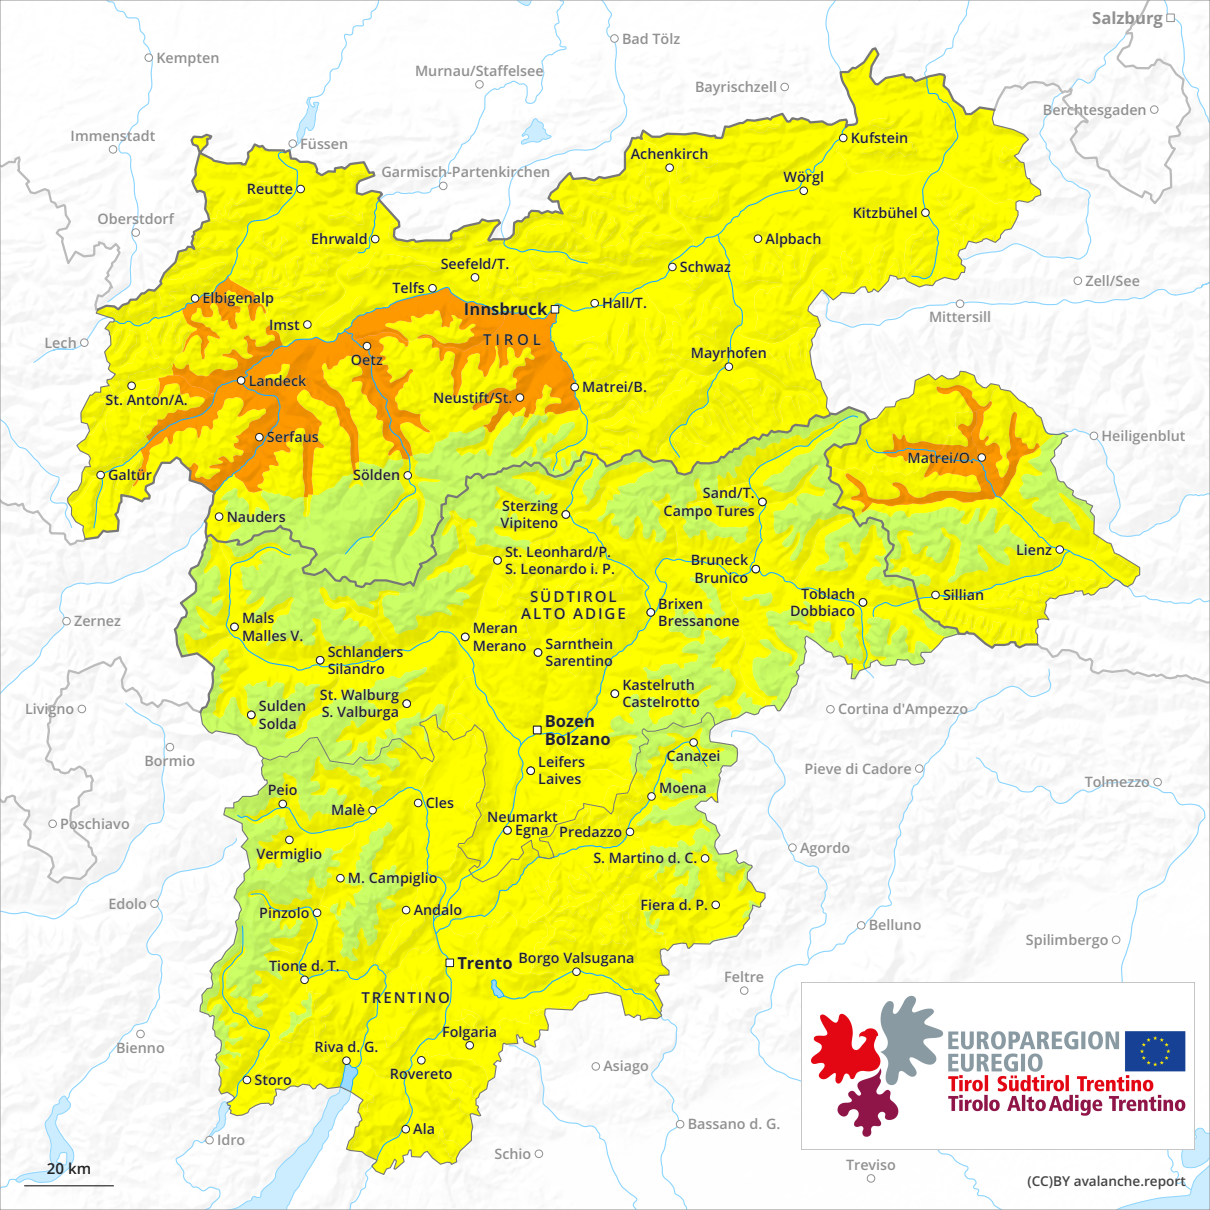 Salzburg
Bad Tölz
Kempten
Murnau/Staffelsee
Bayrischzell
Berchtesgaden
Immenstadt
Füssen
Kufstein
Achenkirch
Garmisch-Partenkirchen
Wörgl
Reutte
Oberstdorf
Kitzbühel
Ehrwald
Alpbach
Seefeld/T.
Schwaz
Zell/See
Telfs
Elbigenalp
Hall/T.
Innsbruck
Mittersill
Imst
TIROL
Lech
Oetz
Mayrhofen
Landeck
Matrei/B.
St. Anton/A.
Neustift/St.
Serfaus
Heiligenblut
Matrei/O.
Galtür
Sölden
Sand/T.
Campo Tures
Sterzing
Vipiteno
Nauders
Lienz
St. Leonhard/P.
S. Leonardo i. P.
Bruneck
Brunico
SÜDTIROL
ALTO ADIGE
Toblach
Dobbiaco
Sillian
Brixen
Bressanone
Zernez
Mals
Malles V.
Meran
Merano
Sarnthein
Sarentino
Schlanders
Silandro
Kastelruth
Castelrotto
St. Walburg
S. Valburga
Sulden
Solda
Livigno
Cortina d'Ampezzo
Bozen
Bolzano
Bormio
Canazei
Leifers
Laives
Pieve di Cadore
Tolmezzo
Peio
Moena
Cles
Malè
Neumarkt
Egna
Predazzo
Poschiavo
Vermiglio
Agordo
S. Martino d. C.
M. Campiglio
Edolo
Pinzolo
Andalo
Fiera d. P.
Belluno
Spilimbergo
Borgo Valsugana
Trento
Tione d. T.
Feltre
TRENTINO
Folgaria
Bienno
Riva d. G.
Rovereto
Asiago
Storo
EUROPAREGION
EUREGIO
Tirol Südtirol Trentino
Tirolo Alto Adige Trentino
Ala
Bassano d. G.
Idro
Schio
20 km
Treviso
(CC)BY avalanche.report